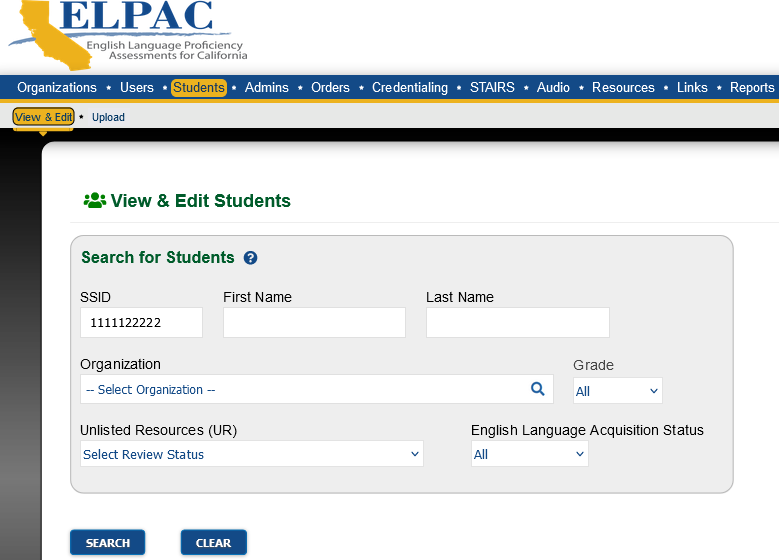 ELPAC
English Language Proficiency
Assessments for California
Organizations • Users • Students • Admins • Orders • Credentialing • STAIRS • Audio • Resources • Links • Reports
View & Edit • Upload
View & Edit Students
Search for Students ?
SSID First Name Last Name
1111122222
Organization Grade
-- Select Organization -- All
Unlisted Resources (UR) English Language Acquisition Status
Select Review Status All
SEARCH CLEAR